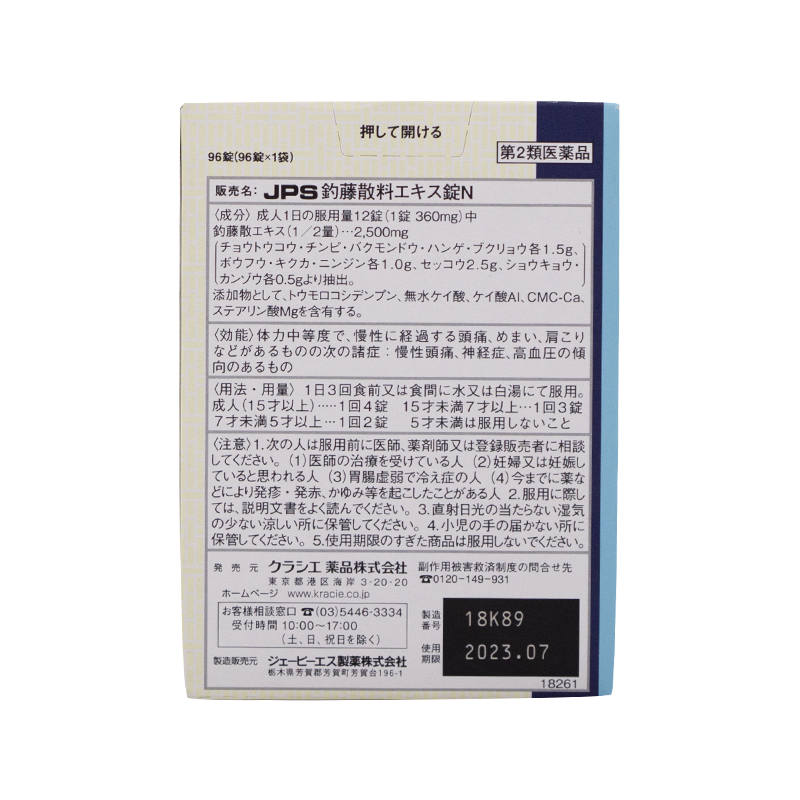 押して開ける
96錠(96錠×1袋)
第2類医薬品
販売名: JPS 釣藤散料エキス錠N
〈成分〉成人1日の服用量12錠(1錠 360mg)中
釣藤散エキス(1/2量)…2,500mg
(チョウトウコウ・チンピ・バクモンドウ・ハンゲ・ブクリョウ各1.5g、
ボウフウ・キクカ・ニンジン各1.0g、セッコウ2.5g、ショウキョウ・
カンゾウ各0.5gより抽出。)
添加物として、トウモロコシデンプン、無水ケイ酸、ケイ酸Al、CMC-Ca、
ステアリン酸Mgを含有する。
〈効能〉体力中等度で、慢性に経過する頭痛、めまい、肩こり
などがあるものの次の諸症:慢性頭痛、神経症、高血圧の傾
向のあるもの
〈用法・用量〉1日3回食前又は食間に水又は白湯にて服用。
成人(15才以上)‥‥‥1回4錠 15才未満7才以上…1回3錠
7才未満5才以上…1回2錠 5才未満は服用しないこと
〈注意〉1.次の人は服用前に医師、薬剤師又は登録販売者に相談
してください。(1)医師の治療を受けている人 (2)妊婦又は妊娠し
ていると思われる人 (3)胃腸虚弱で冷え症の人 (4)今までに薬な
どにより発疹・発赤、かゆみ等を起こしたことがある人 2.服用に際し
ては、説明文書をよく読んでください。3.直射日光の当たらない湿気
の少ない涼しい所に保管してください。4.小児の手の届かない所に
保管してください。5.使用期限のすぎた商品は服用しないでください。
発売元 クラシエ薬品株式会社
東京都港区海岸3-20-20
ホームページ www.kracie.co.jp
副作用被害救済制度の問合せ先
☎0120-149-931
お客様相談窓口 ☎(03)5446-3334
受付時間 10:00〜17:00
(土、日、祝日を除く)
製造販売元 ジェーピーエス製薬株式会社
栃木県芳賀郡芳賀町芳賀台196-1
製造番号 18K89
使用期限 2023.07
18261